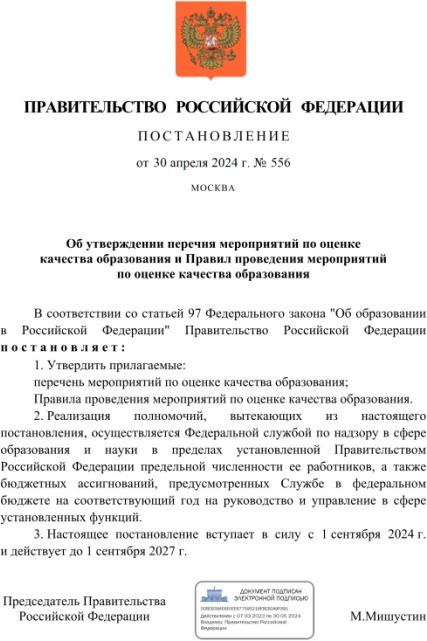 ПРАВИТЕЛЬСТВО РОССИЙСКОЙ ФЕДЕРАЦИИ
ПОСТАНОВЛЕНИЕ
от 30 апреля 2024 г. № 556
МОСКВА
Об утверждении перечня мероприятий по оценке
качества образования и Правил проведения мероприятий
по оценке качества образования
В соответствии со статьей 97 Федерального закона "Об образовании
в Российской Федерации" Правительство Российской Федерации
постановляет:
1. Утвердить прилагаемые:
перечень мероприятий по оценке качества образования;
Правила проведения мероприятий по оценке качества образования.
2. Реализация полномочий, вытекающих из настоящего
постановления, осуществляется Федеральной службой по надзору в сфере
образования и науки в пределах установленной Правительством
Российской Федерации предельной численности ее работников, а также
бюджетных ассигнований, предусмотренных Службе в федеральном
бюджете на соответствующий год на руководство и управление в сфере
установленных функций.
3. Настоящее постановление вступает в силу с 1 сентября 2024 г.
и действует до 1 сентября 2027 г.
ДОКУМЕНТ ПОДПИСАН
ЭЛЕКТРОННОЙ ПОДПИСЬЮ
Действителен с 07 03 2023 по 30 05 2024
Владелец Правительство Российской
Федерации
Председатель Правительства
Российской Федерации
М.Мишустин